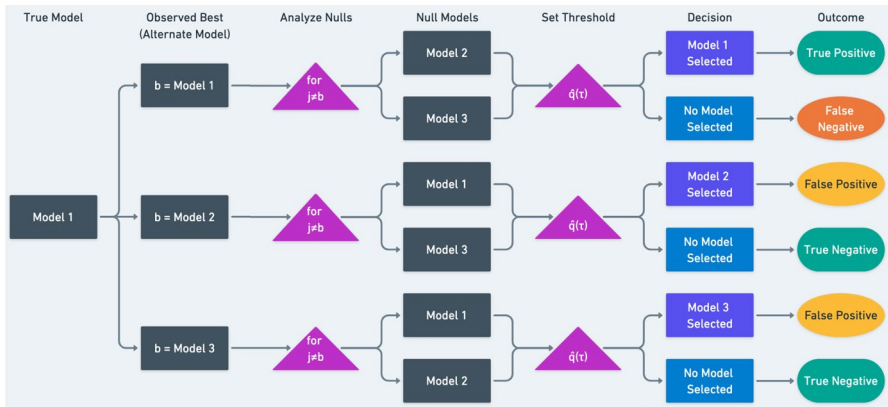 True Model
Observed Best
(Alternate Model)
Analyze Nulls
Null Models
Set Threshold
Decision
Outcome
Model 1
b = Model 1
for
j≠b
Model 2
Model 3
q̂(τ)
Model 1
Selected
No Model
Selected
True Positive
False
Negative
b = Model 2
for
j≠b
Model 1
Model 3
q̂(τ)
Model 2
Selected
No Model
Selected
False Positive
True Negative
b = Model 3
for
j≠b
Model 1
Model 2
q̂(τ)
Model 3
Selected
No Model
Selected
False Positive
True Negative